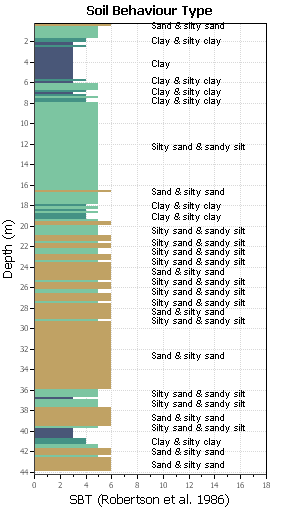 Soil Behaviour Type
Sand & silty sand
Clay & silty clay
Clay
Clay & silty clay
Clay & silty clay
Clay & silty clay
Silty sand & sandy silt
Sand & silty sand
Clay & silty clay
Clay & silty clay
Silty sand & sandy silt
Silty sand & sandy silt
Silty sand & sandy silt
Silty sand & sandy silt
Sand & silty sand
Silty sand & sandy silt
Silty sand & sandy silt
Silty sand & sandy silt
Sand & silty sand
Silty sand & sandy silt
Sand & silty sand
Silty sand & sandy silt
Silty sand & sandy silt
Sand & silty sand
Silty sand & sandy silt
Clay & silty clay
Sand & silty sand
Sand & silty sand
2
4
6
8
10
12
14
16
18
20
22
24
26
28
30
32
34
36
38
40
42
44
Depth (m)
0 2 4 6 8 10 12 14 16 18
SBT (Robertson et al. 1986)